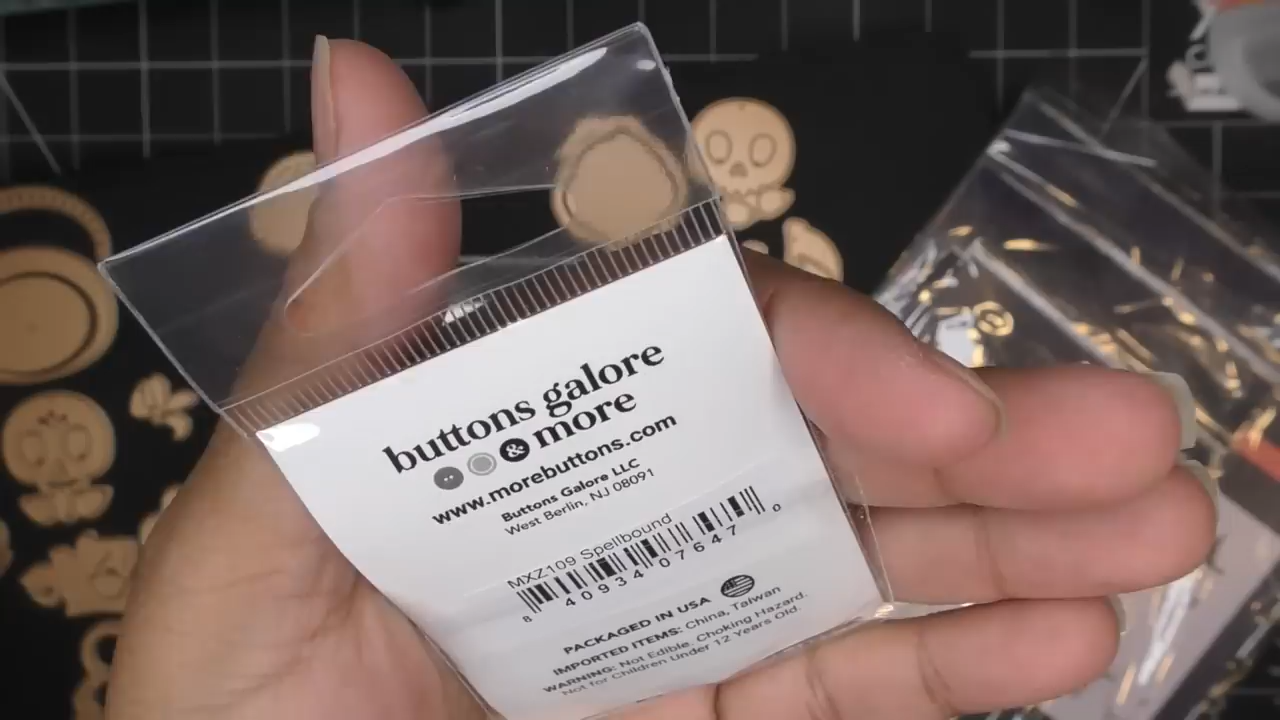 buttons galore
& more
www.morebuttons.com
Buttons Galore LLC
West Berlin, NJ 08091
MXZ109 Spellbound
8 40934 07647 0
PACKAGED IN USA
IMPORTED ITEMS: China, Taiwan
WARNING: Not Edible. Choking Hazard.
Not for Children Under 12 Years Old.